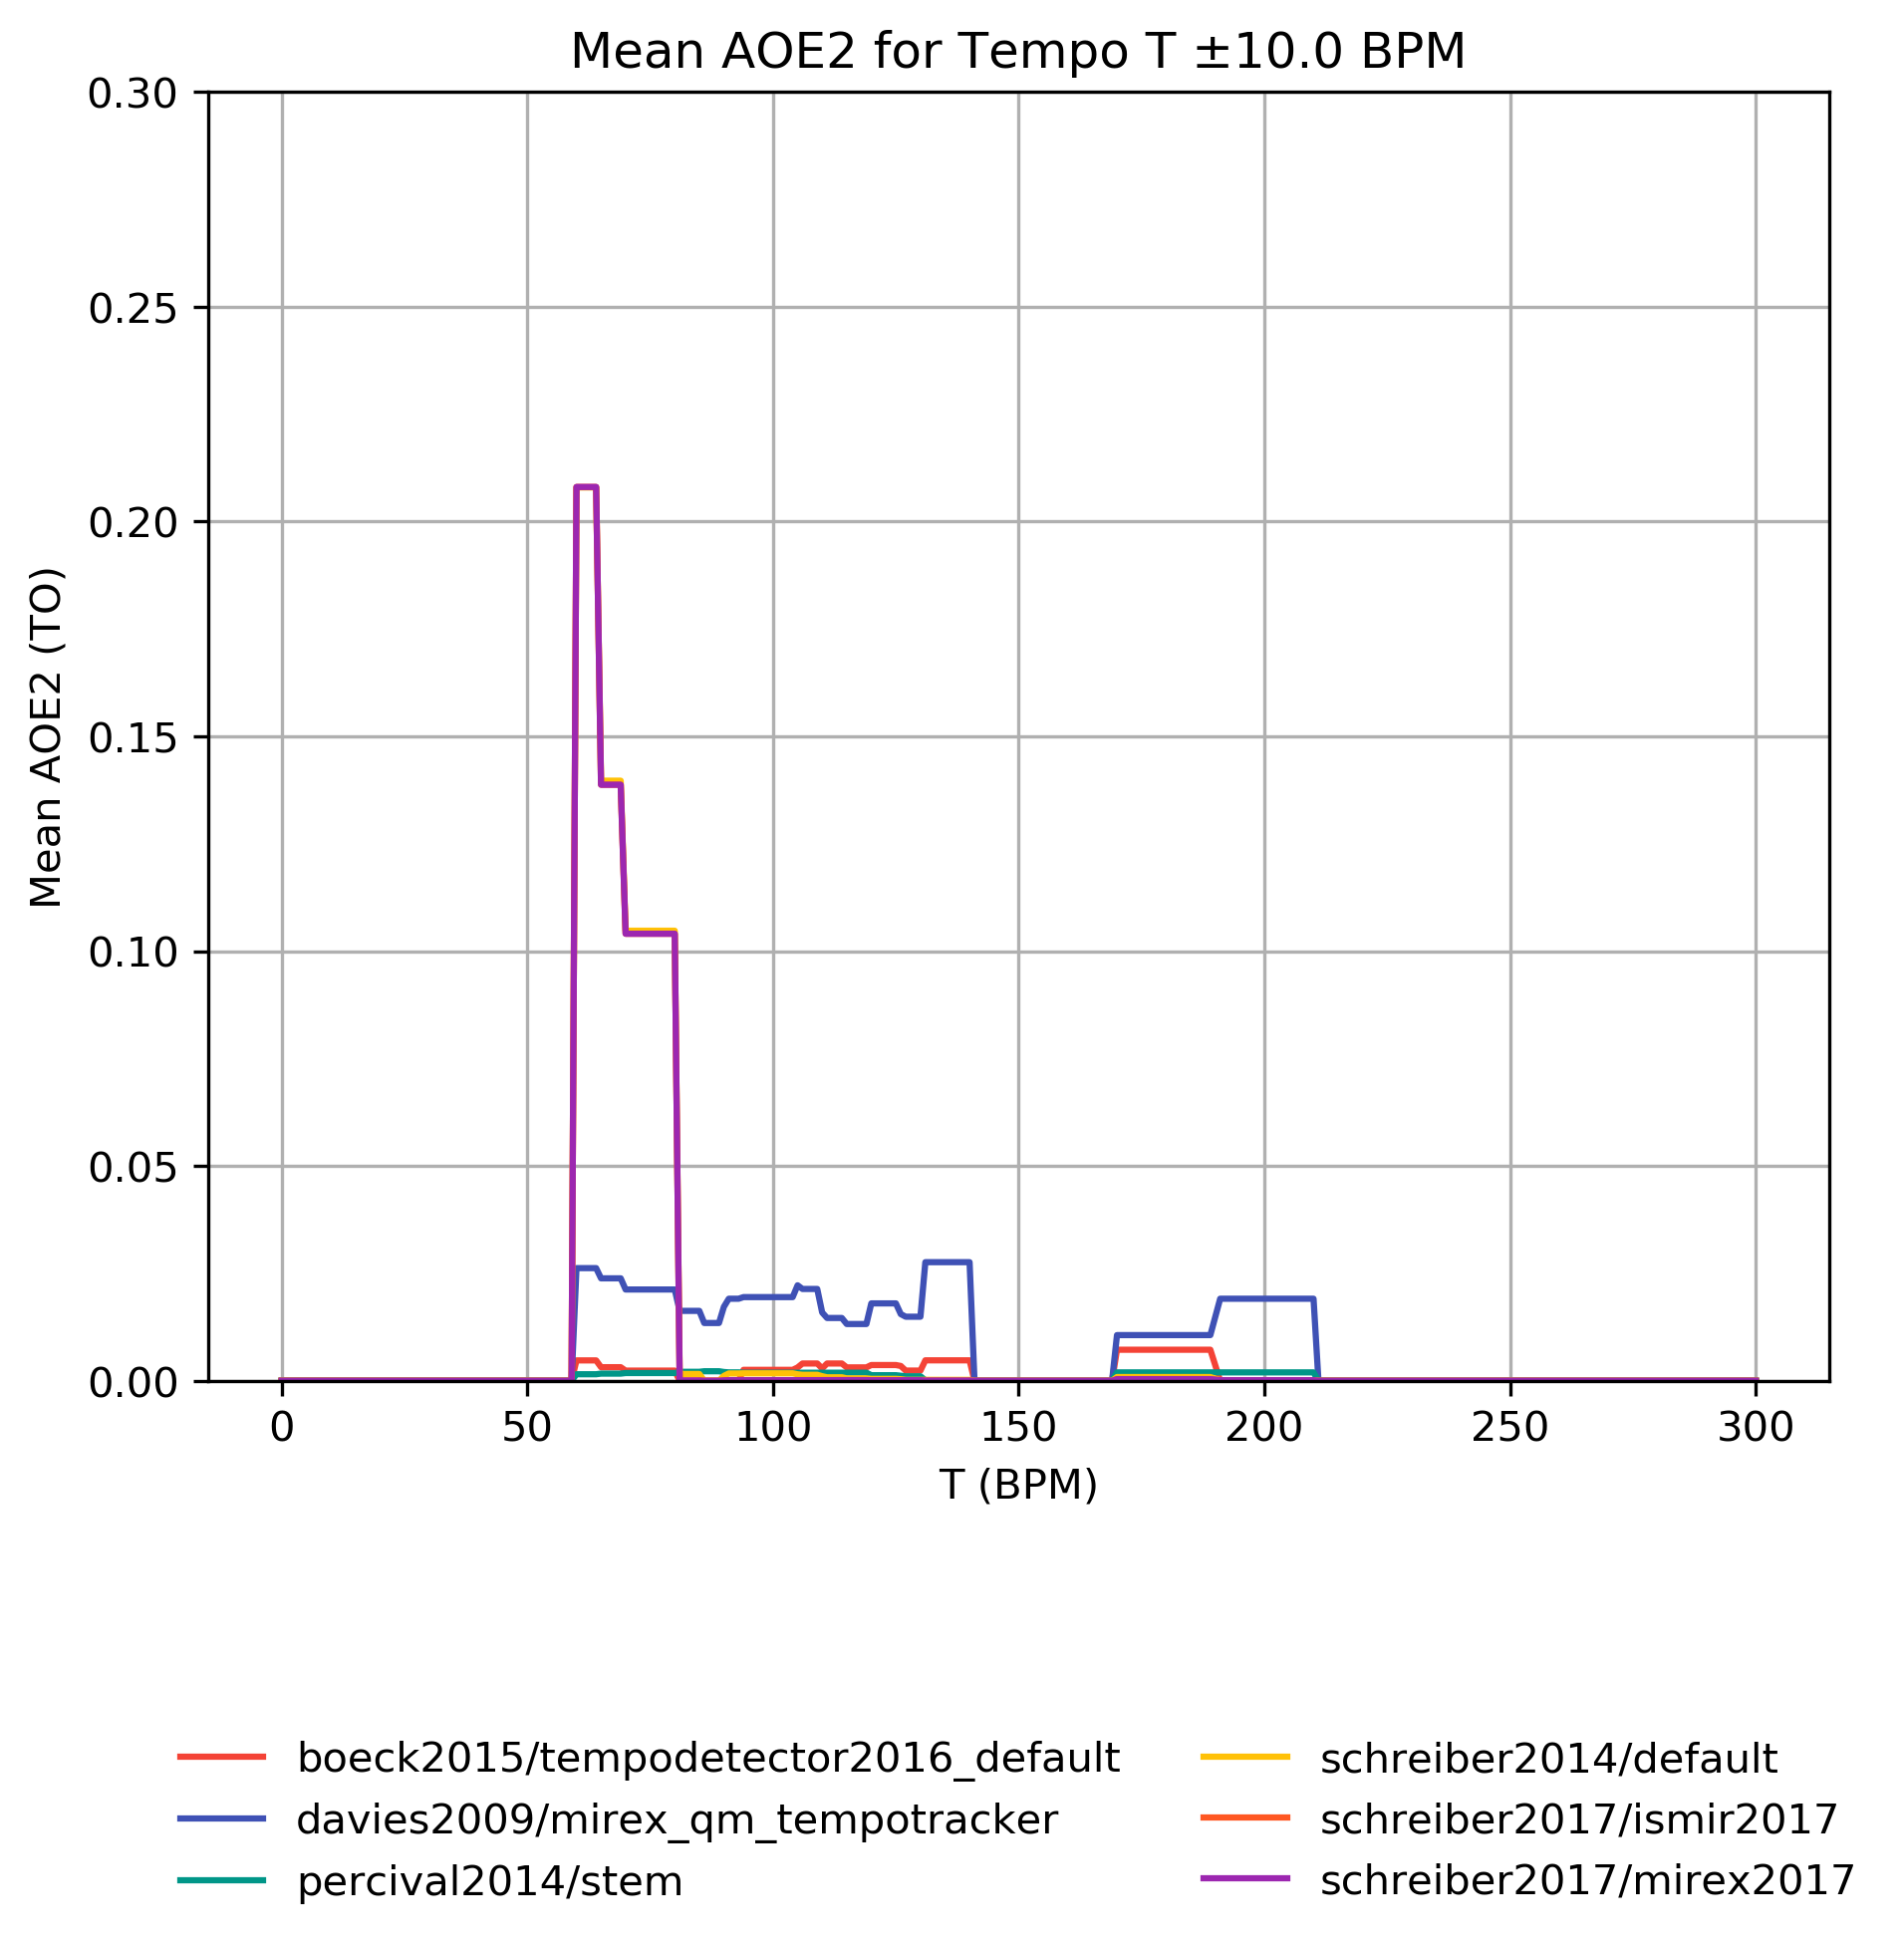 Mean AOE2 for Tempo T ±10.0 BPM
0.30
0.25
0.20
0.15
0.10
0.05
0.00
Mean AOE2 (TO)
0 50 100 150 200 250 300
T (BPM)
boeck2015/tempodetector2016_default
davies2009/mirex_qm_tempotracker
percival2014/stem
schreiber2014/default
schreiber2017/ismir2017
schreiber2017/mirex2017